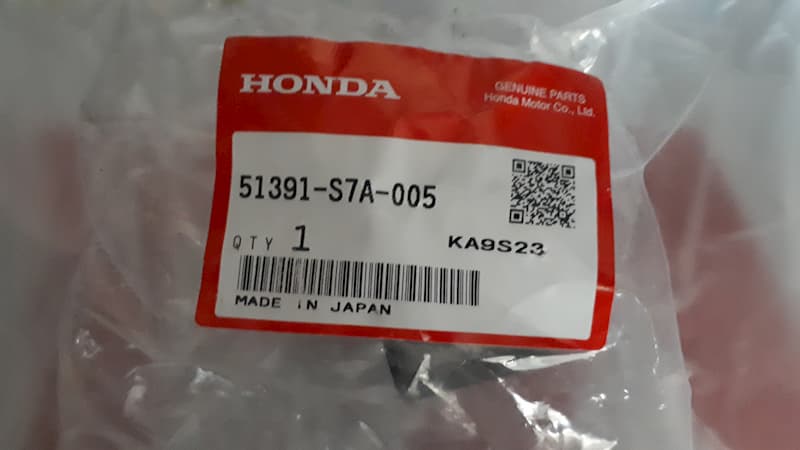 HONDA
GENUINE PARTS
Honda Motor Co., Ltd.
51391-S7A-005
QTY 1
KA9S23
MADE IN JAPAN